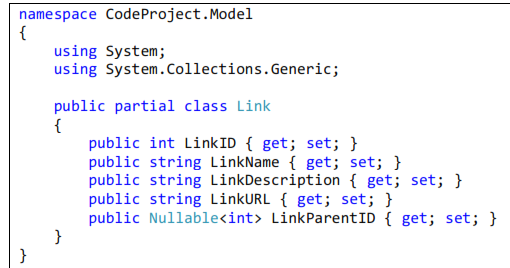 namespace CodeProject.Model
{
    using System;
    using System.Collections.Generic;

    public partial class Link
    {
        public int LinkID { get; set; }
        public string LinkName { get; set; }
        public string LinkDescription { get; set; }
        public string LinkURL { get; set; }
        public Nullable<int> LinkParentID { get; set; }
    }
}